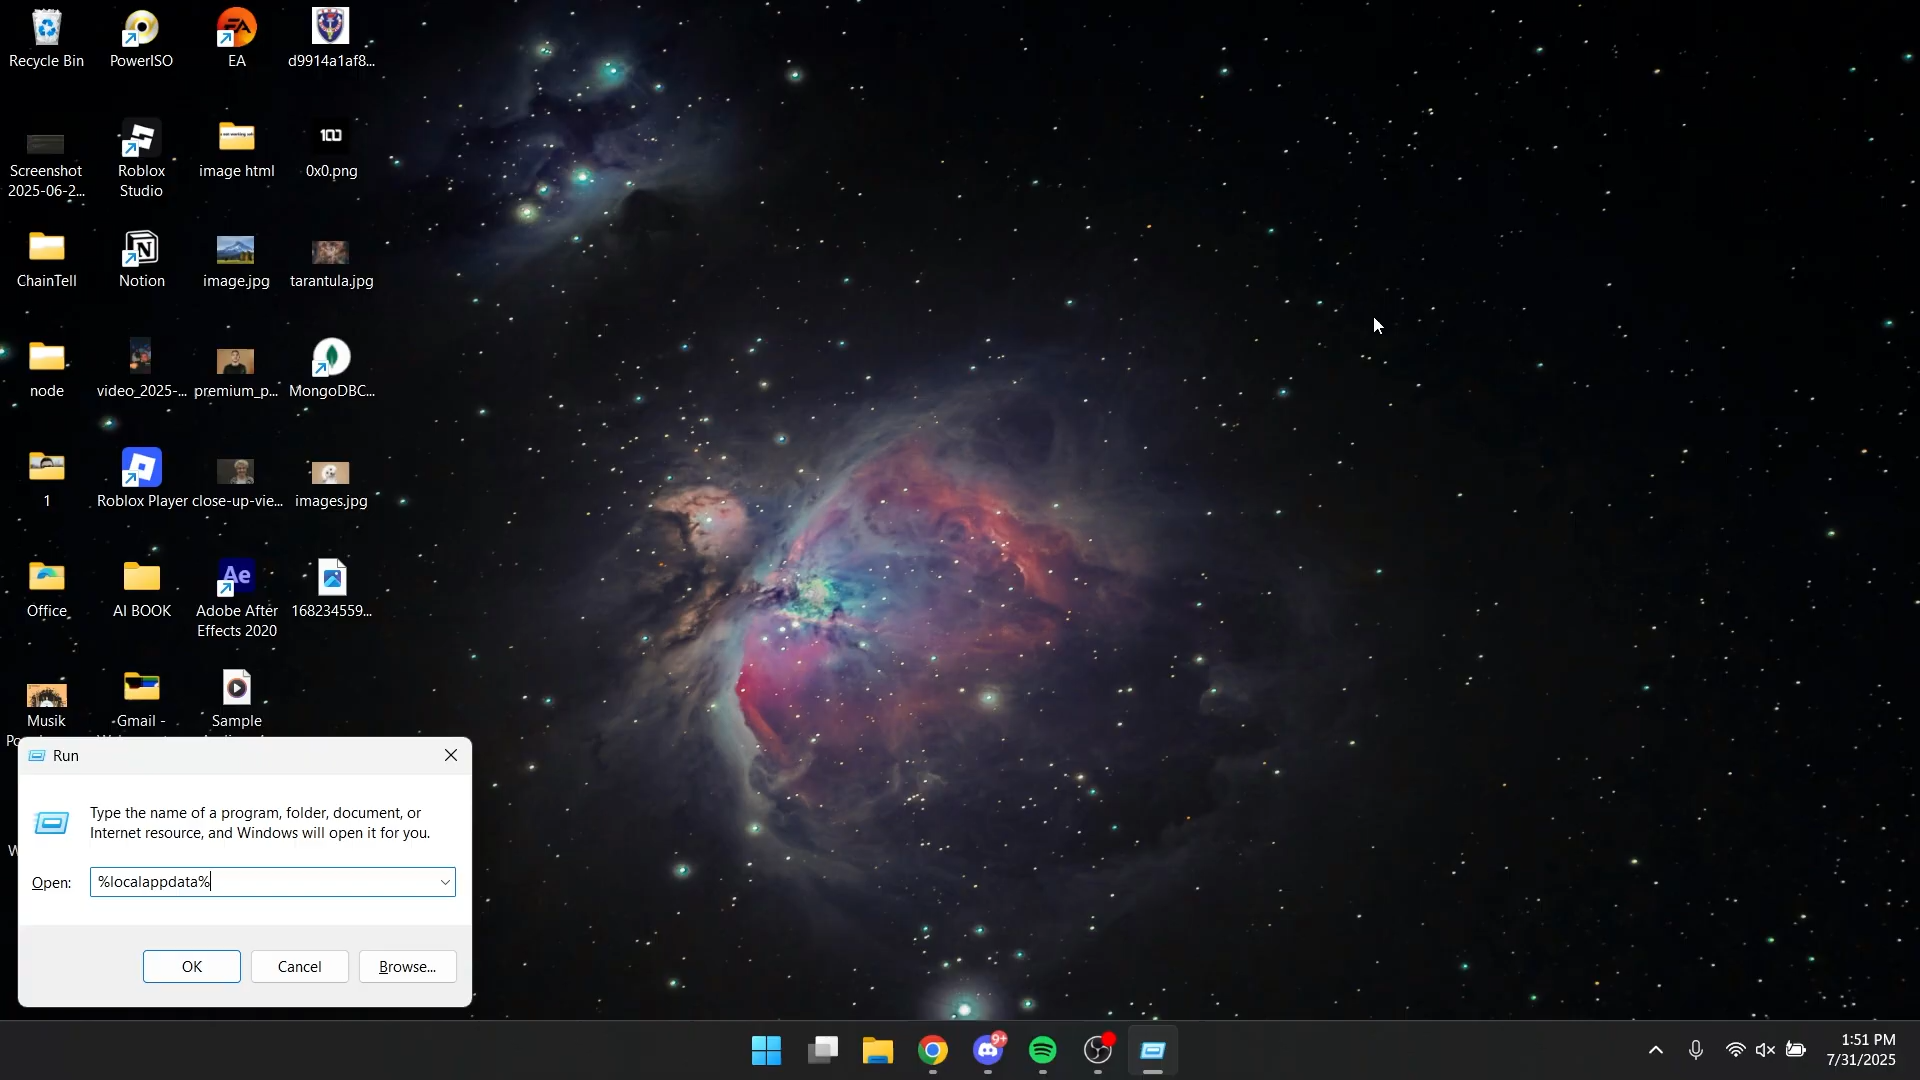 Recycle Bin
PowerISO
EA
d9914a1af8...
Screenshot
2025-06-2...
Roblox
Studio
image html
0x0.png
ChainTell
Notion
image.jpg
tarantula.jpg
node
video_2025-...
premium_p...
MongoDBC...
1
Roblox Player
close-up-vie...
images.jpg
Office
AI BOOK
Adobe After
Effects 2020
168234559...
Musik
Gmail -
Sample
Run
Type the name of a program, folder, document, or
Internet resource, and Windows will open it for you.
Open:
%localappdata%
OK
Cancel
Browse...
9+
1:51 PM
7/31/2025